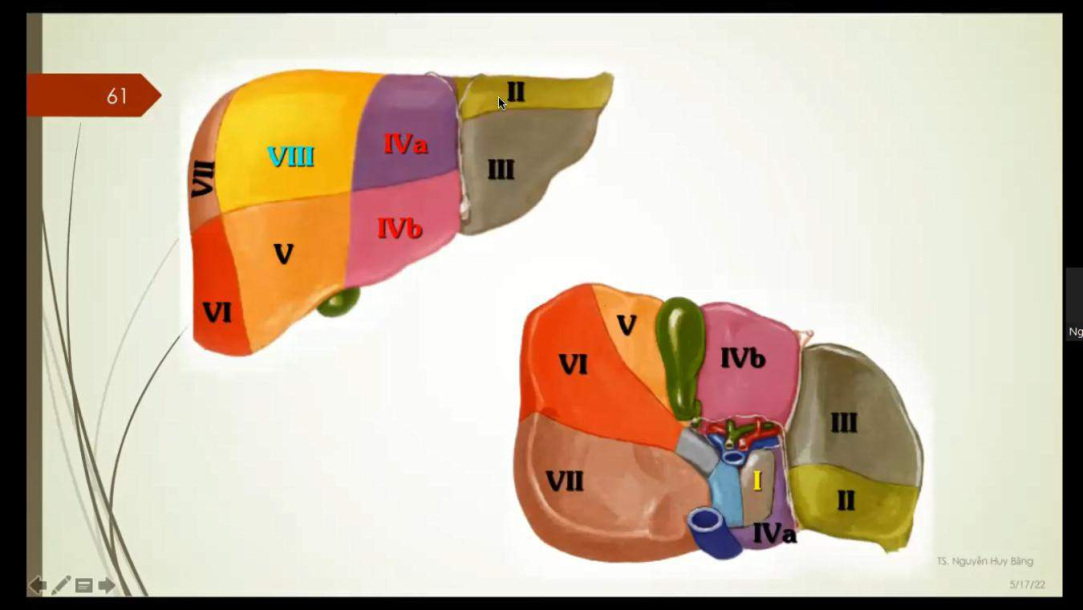 61
II
VIII
IVa
VII
III
IVb
V
VI
V
VI
IVb
III
VII
I
II
IVa
TS. Nguyễn Huy Bằng
5/17/22
Ng